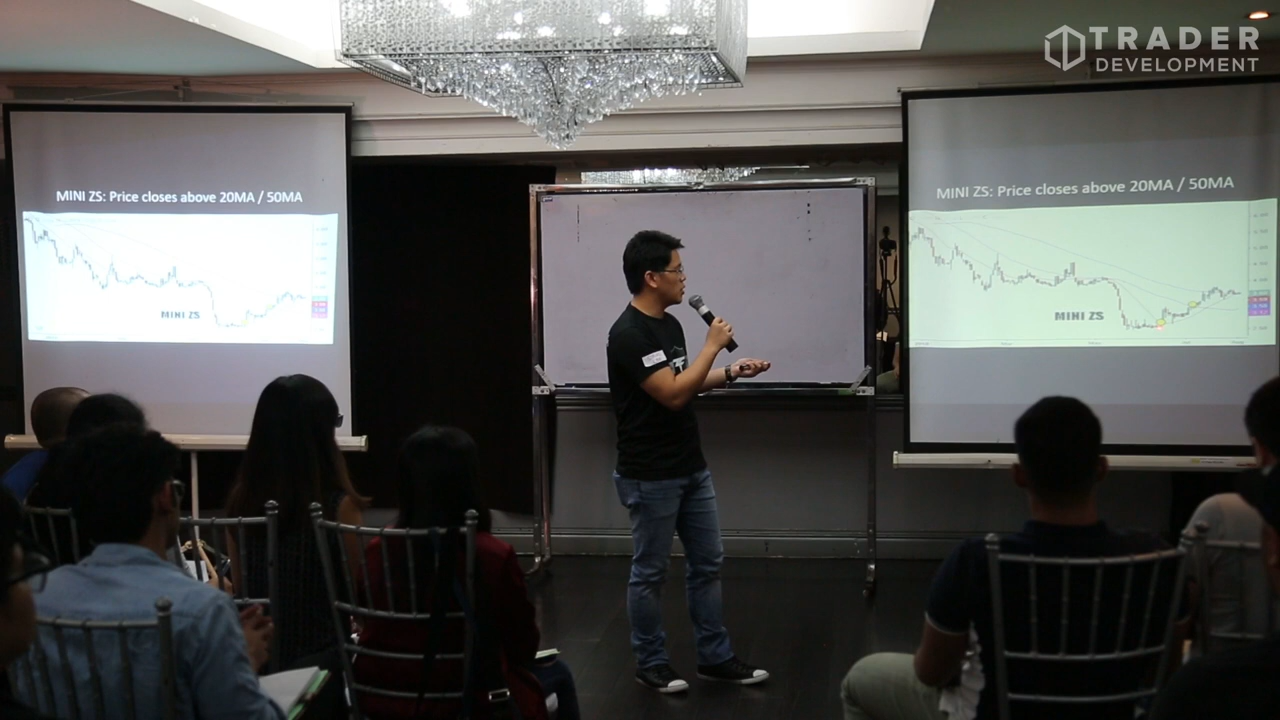 TRADER
DEVELOPMENT
MINI ZS: Price closes above 20MA / 50MA
MINI ZS
MINI ZS: Price closes above 20MA / 50MA
MINI ZS